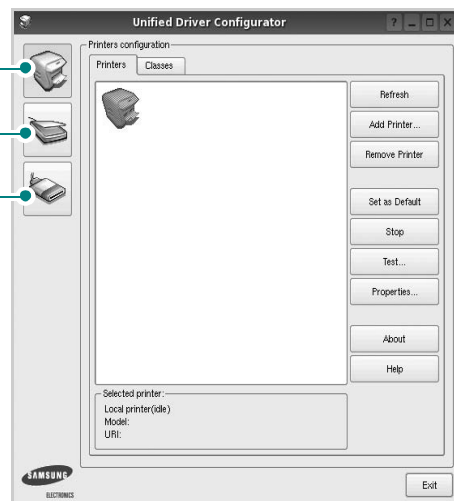 Unified Driver Configurator
Printers configuration
Printers
Classes
Refresh
Add Printer...
Remove Printer
Set as Default
Stop
Test...
Properties...
About
Help
Selected printer:
Local printer(idle)
Model:
URI:
SAMSUNG
ELECTRONICS
Exit